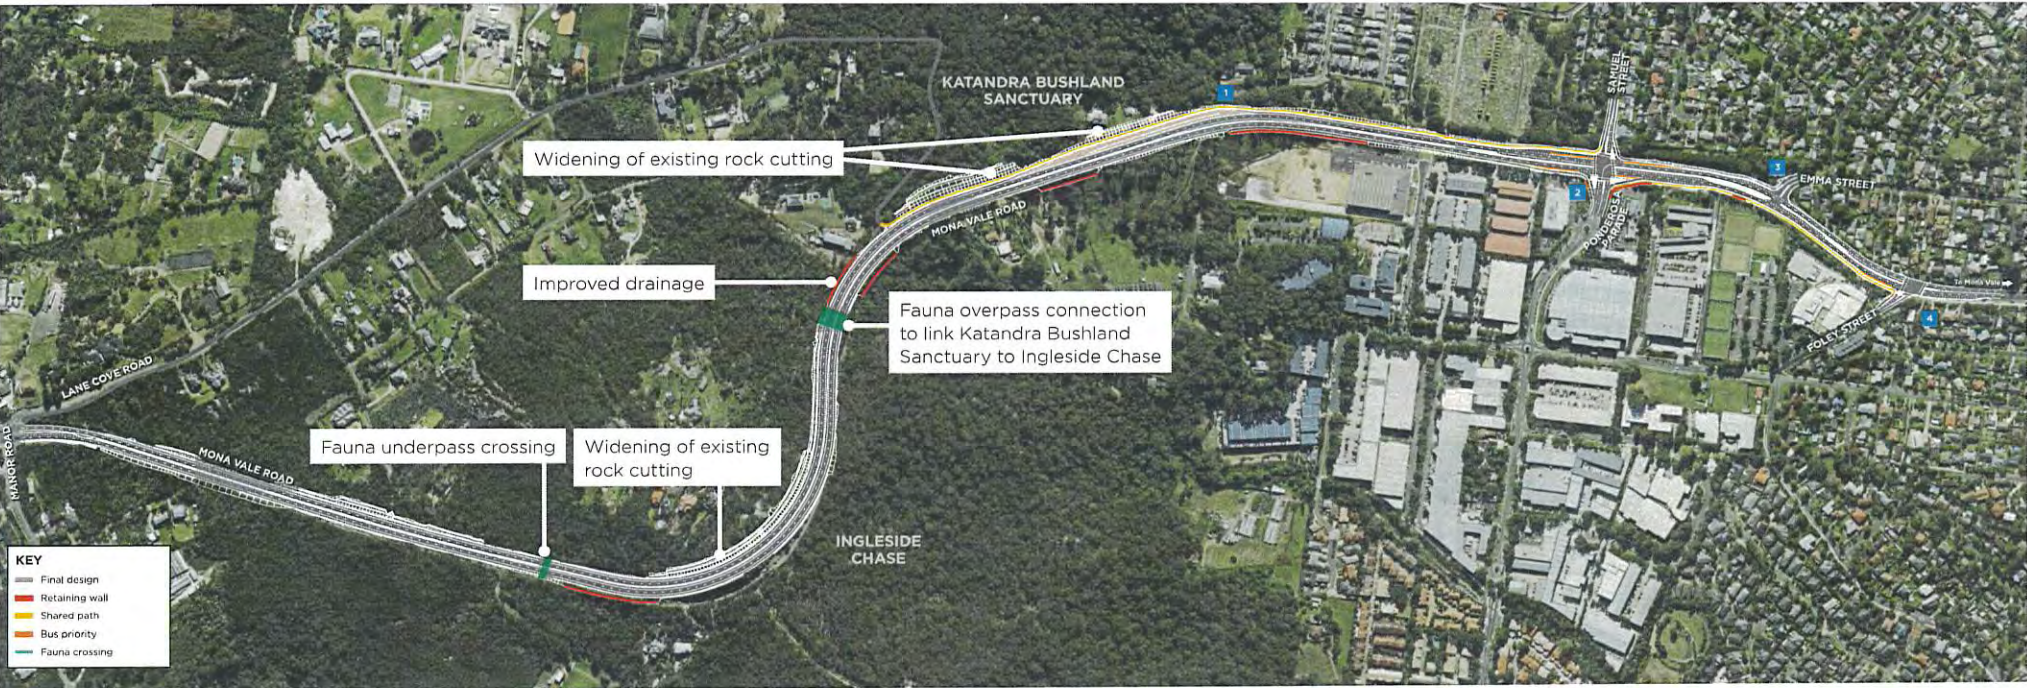 SAMUEL
STREET
KATANDRA BUSHLAND
SANCTUARY
1
Widening of existing rock cutting
2
3
EMMA STREET
MONA VALE ROAD
PONDEROSA
PARADE
Improved drainage
Fauna overpass connection
to link Katandra Bushland
Sanctuary to Ingleside Chase
To Mona Vale
4
FOLEY STREET
LANE COVE ROAD
MANOR ROAD
MONA VALE ROAD
Fauna underpass crossing
Widening of existing
rock cutting
INGLESIDE
CHASE
KEY
Final design
Retaining wall
Shared path
Bus priority
Fauna crossing